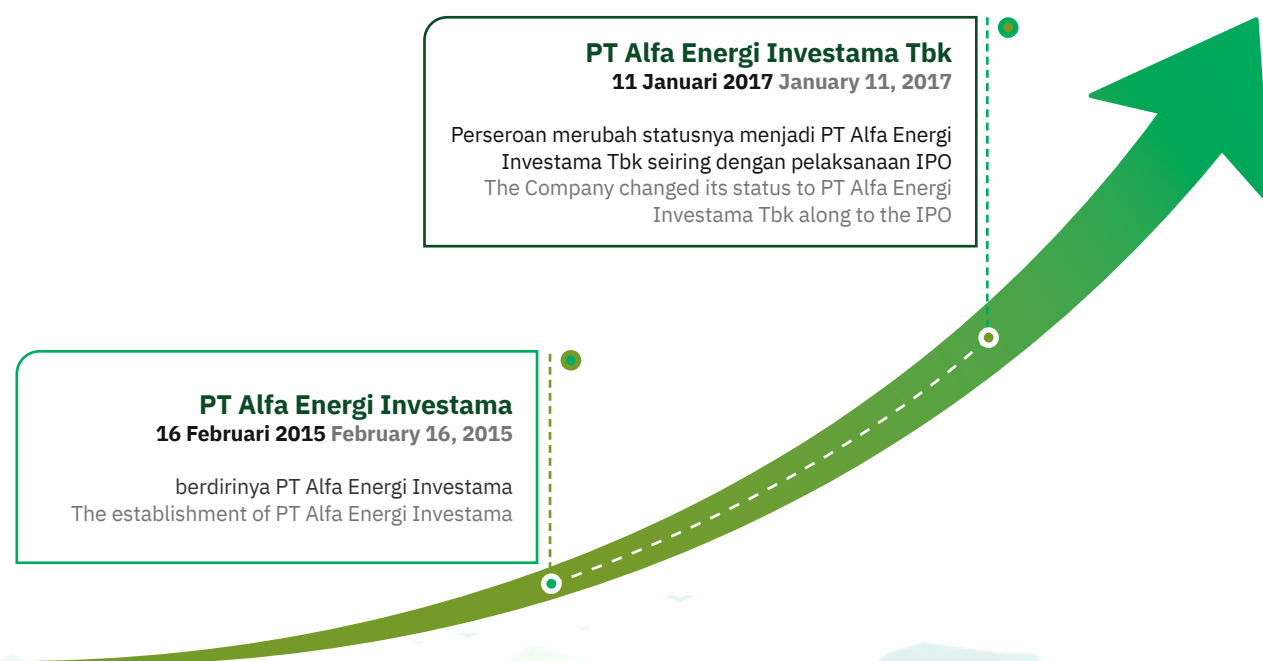 PT Alfa Energi Investama Tbk
11 Januari 2017 January 11, 2017
Perseroan merubah statusnya menjadi PT Alfa Energi
Investama Tbk seiring dengan pelaksanaan IPO
The Company changed its status to PT Alfa Energi
Investama Tbk along to the IPO
PT Alfa Energi Investama
16 Februari 2015 February 16, 2015
berdirinya PT Alfa Energi Investama
The establishment of PT Alfa Energi Investama